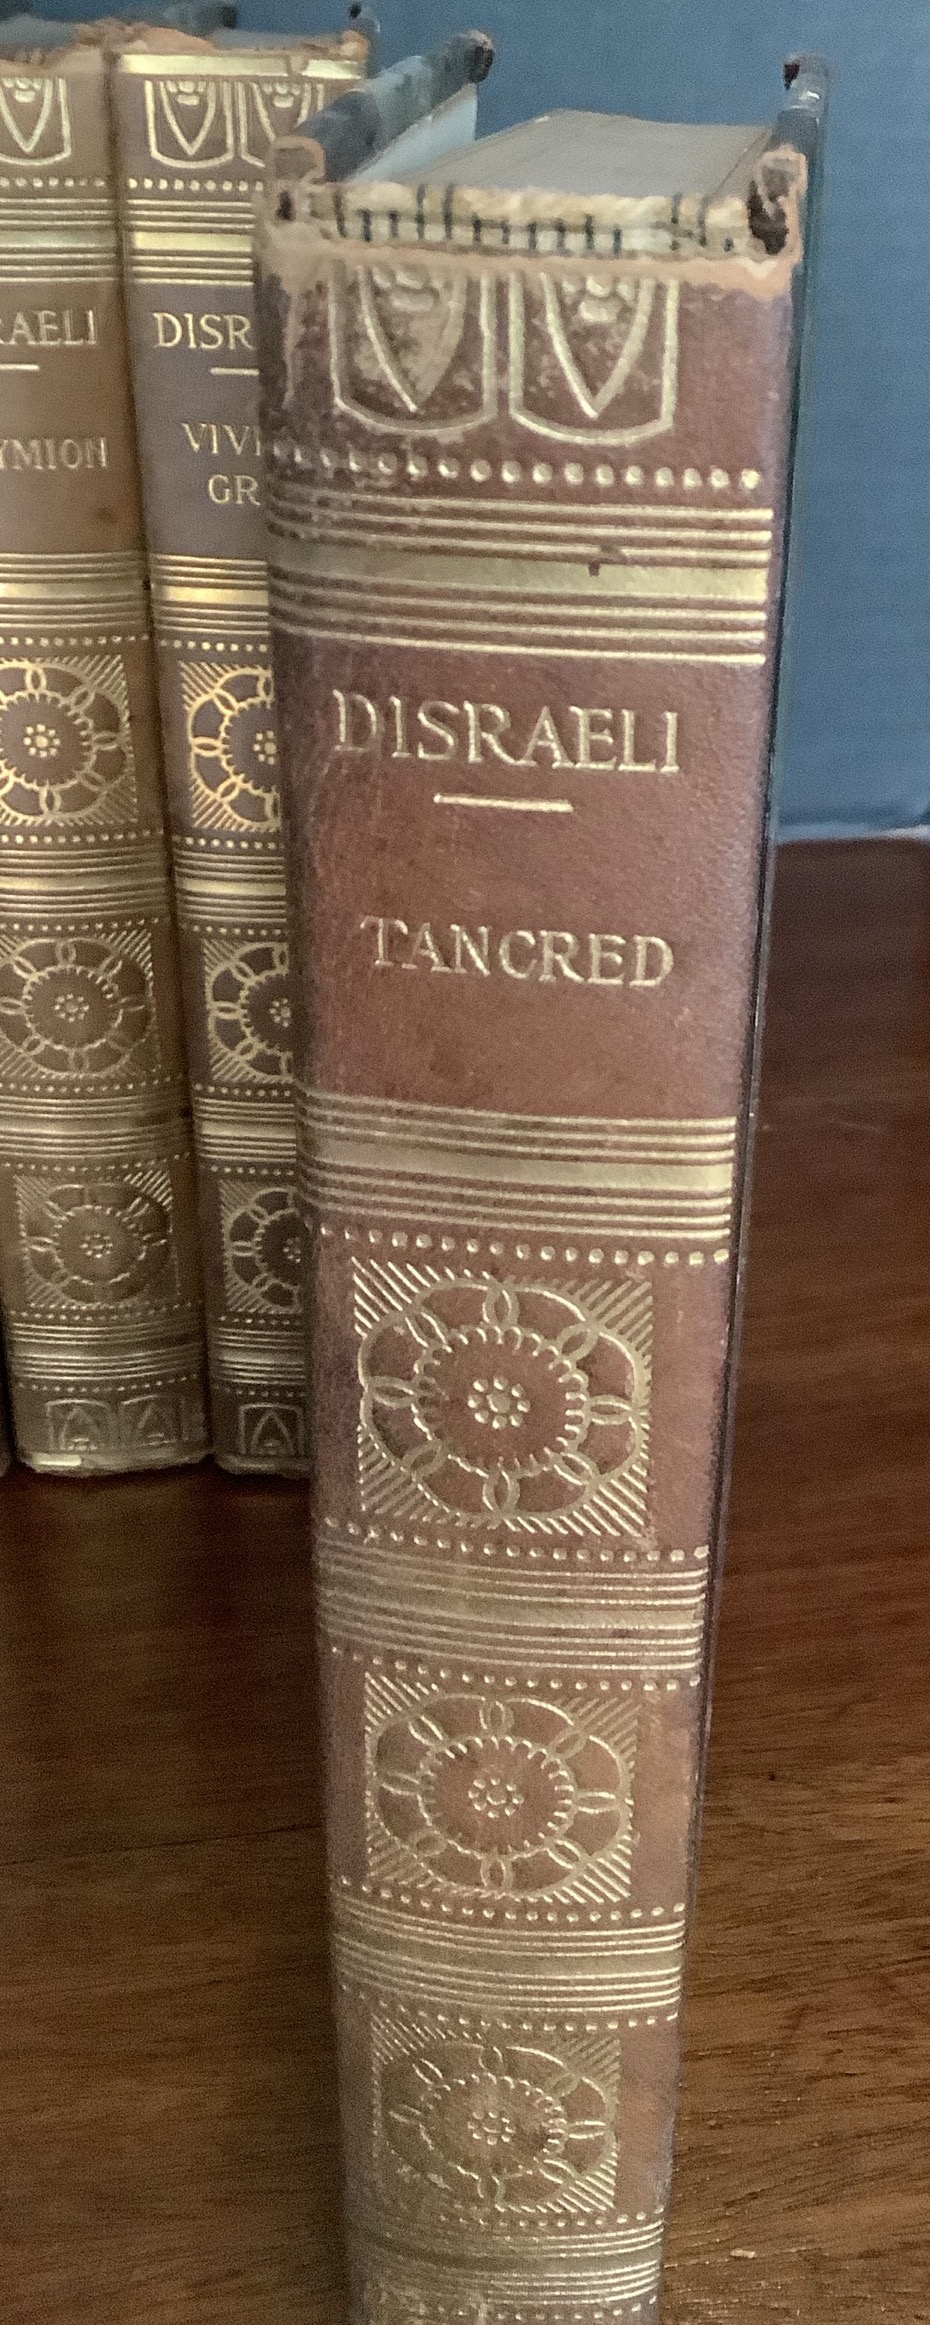 RAELI
YMION
DISR
VIVI
GR
DISRAELI
TANCRED